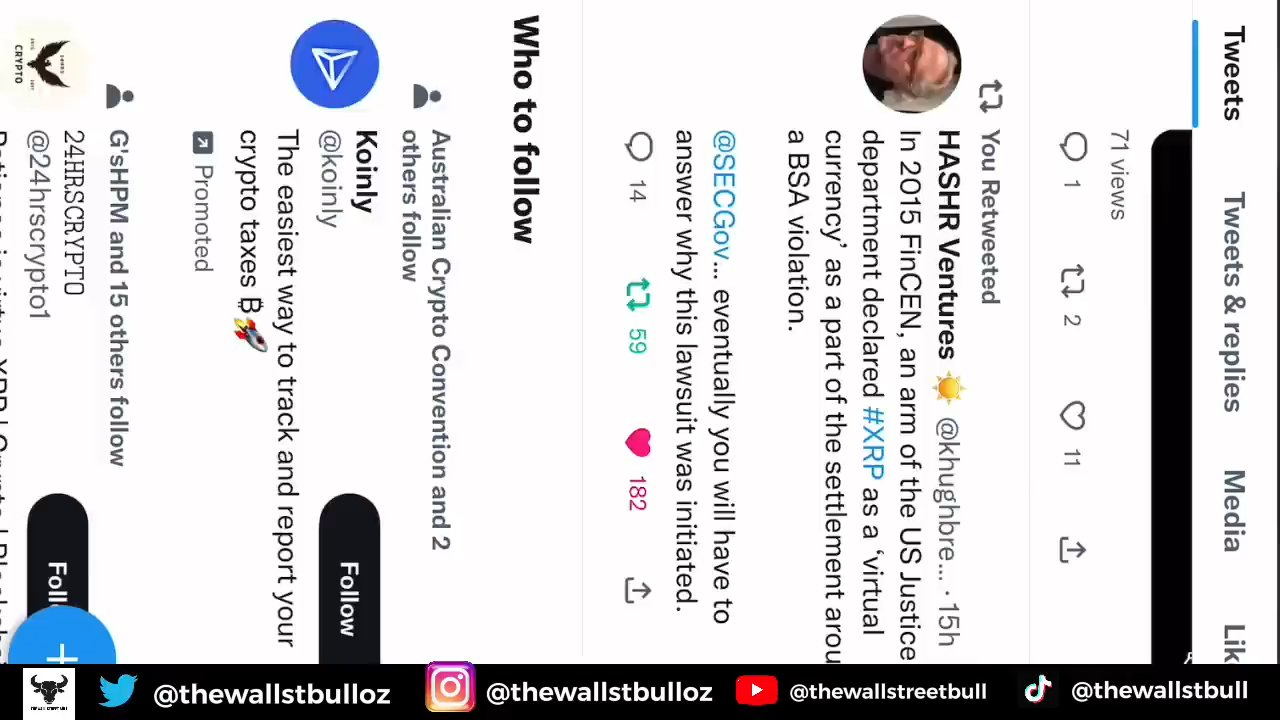 Tweets Tweets & replies Media Lik
71 views
1 2 11
You Retweeted
HASHR Ventures ☀️ @khughbre... · 15h
In 2015 FinCEN, an arm of the US Justice
department declared #XRP as a ‘virtual
currency’ as a part of the settlement arou
a BSA violation.
@SECGov... eventually you will have to
answer why this lawsuit was initiated.
14 59 182
Who to follow
Australian Crypto Convention and 2
others follow
Koinly
@koinly
Follow
The easiest way to track and report your
crypto taxes ₿🚀
Promoted
G'sHPM and 15 others follow
24HRSCRYPTO
@24hrscrypto1
Foll
CRYPTO
@thewallstbulloz @thewallstbulloz @thewallstreetbull @thewallstbull